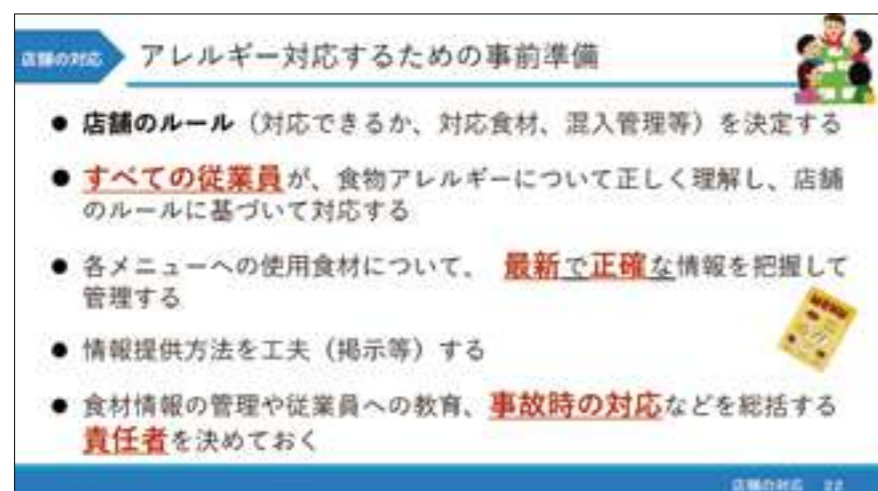 店舗の対応
アレルギー対応するための事前準備
● 店舗のルール（対応できるか、対応食材、混入管理等）を決定する
● すべての従業員が、食物アレルギーについて正しく理解し、店舗
のルールに基づいて対応する
● 各メニューへの使用食材について、 最新で正確な情報を把握して
管理する
● 情報提供方法を工夫（掲示等）する
● 食材情報の管理や従業員への教育、事故時の対応などを総括する
責任者を決めておく
MENU
店舗の対応 22